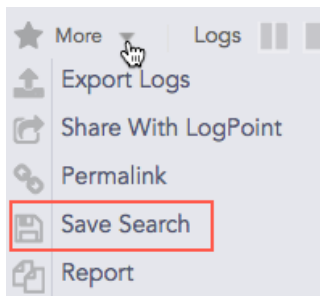 More Logs
Export Logs
Share With LogPoint
Permalink
Save Search
Report